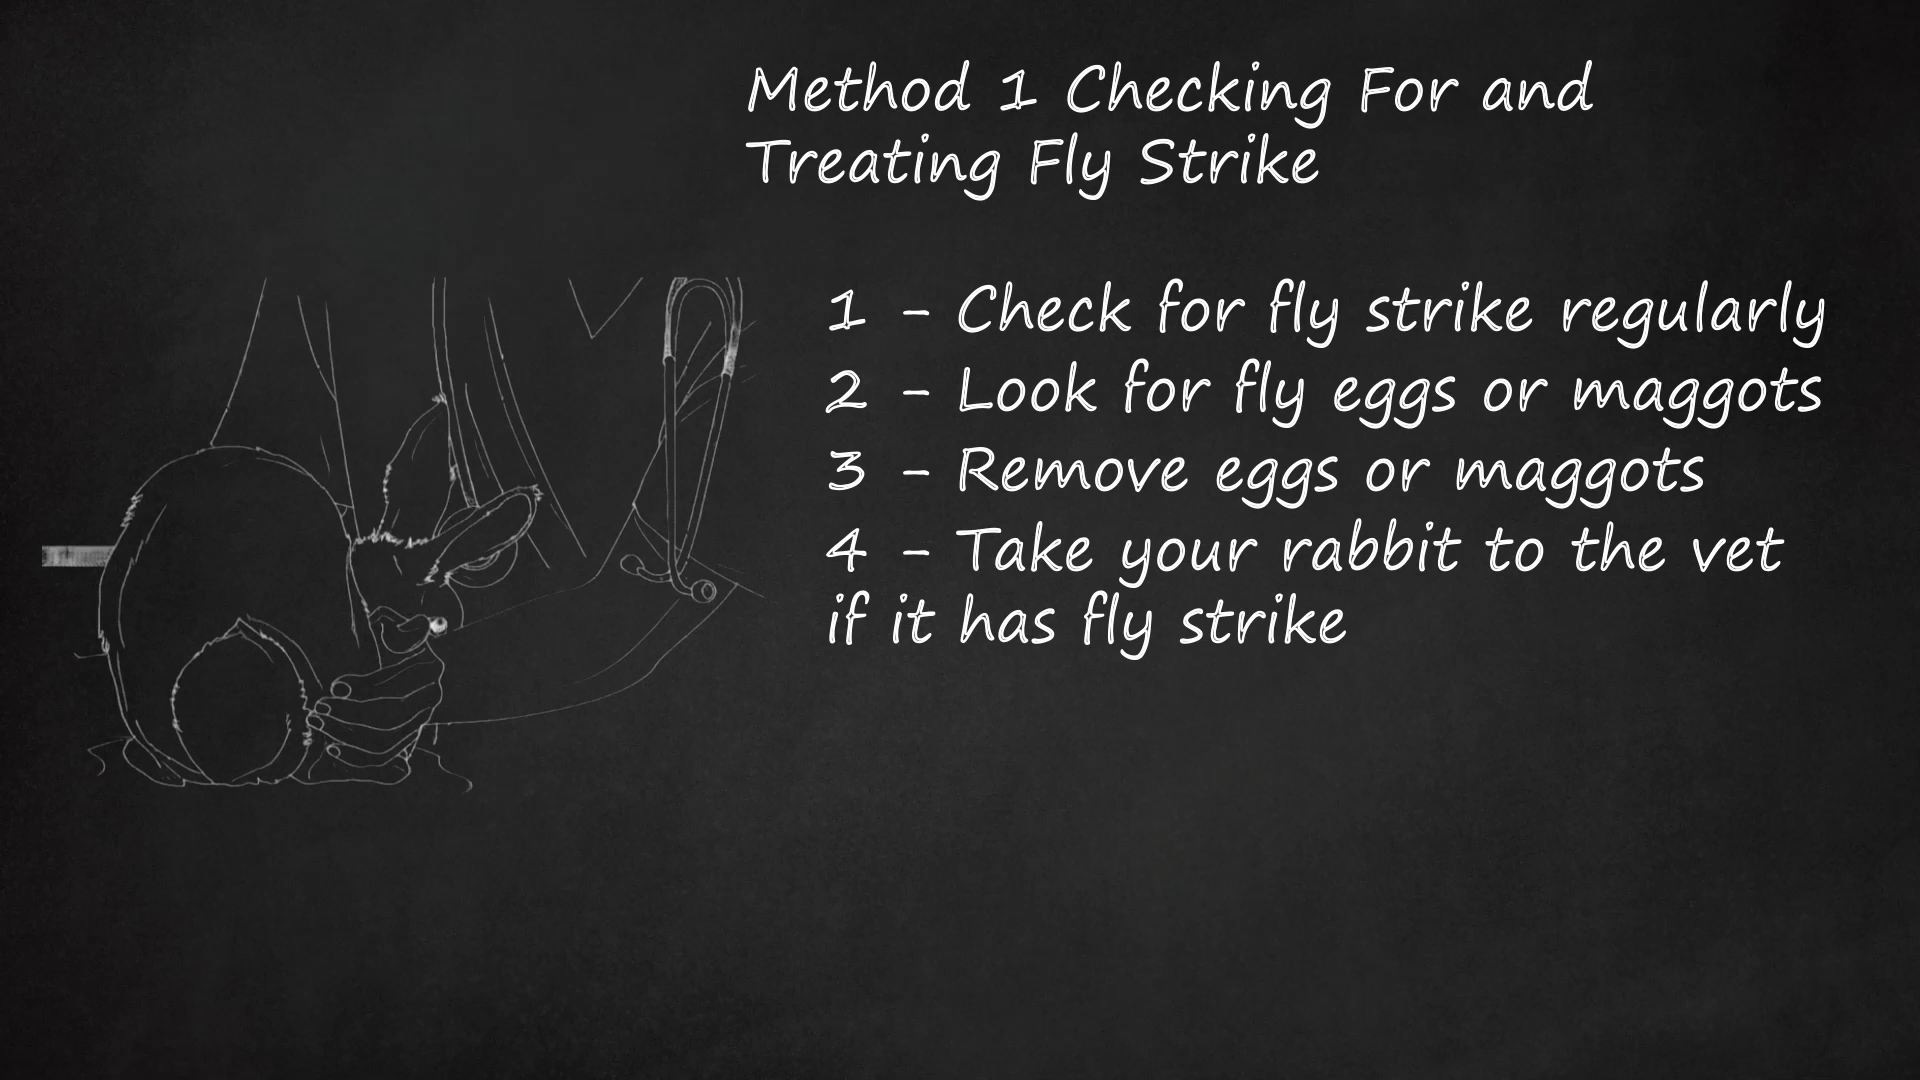 Method 1 Checking For and
Treating Fly Strike
1 - Check for fly strike regularly
2 - Look for fly eggs or maggots
3 - Remove eggs or maggots
4 - Take your rabbit to the vet
if it has fly strike